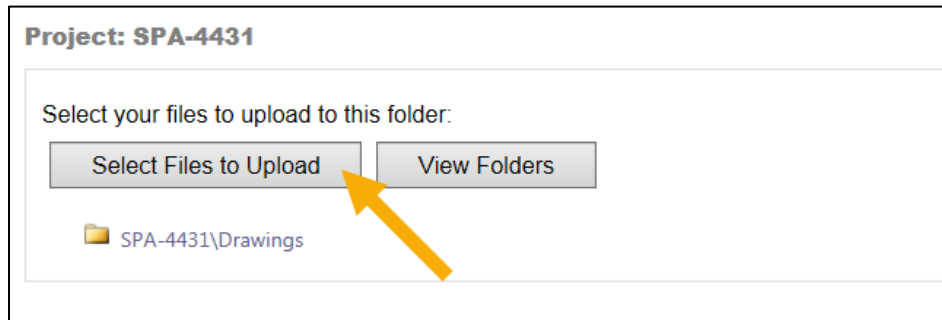 Project: SPA-4431
Select your files to upload to this folder:
Select Files to Upload View Folders
SPA-4431\Drawings